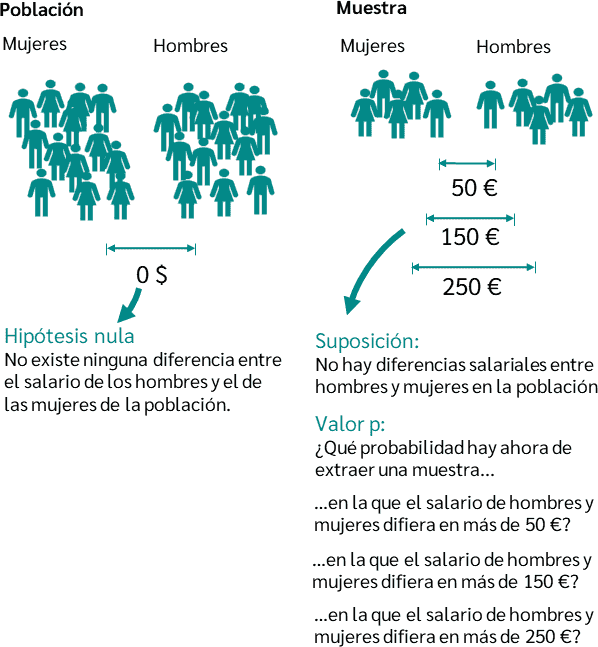 Población
Mujeres
Hombres
0 $
Hipótesis nula
No existe ninguna diferencia entre
el salario de los hombres y el de
las mujeres de la población.
Muestra
Mujeres
Hombres
50 €
150 €
250 €
Suposición:
No hay diferencias salariales entre
hombres y mujeres en la población
Valor p:
¿Qué probabilidad hay ahora de
extraer una muestra...
...en la que el salario de hombres y
mujeres difiera en más de 50 €?
...en la que el salario de hombres y
mujeres difiera en más de 150 €?
...en la que el salario de hombres y
mujeres difiera en más de 250 €?